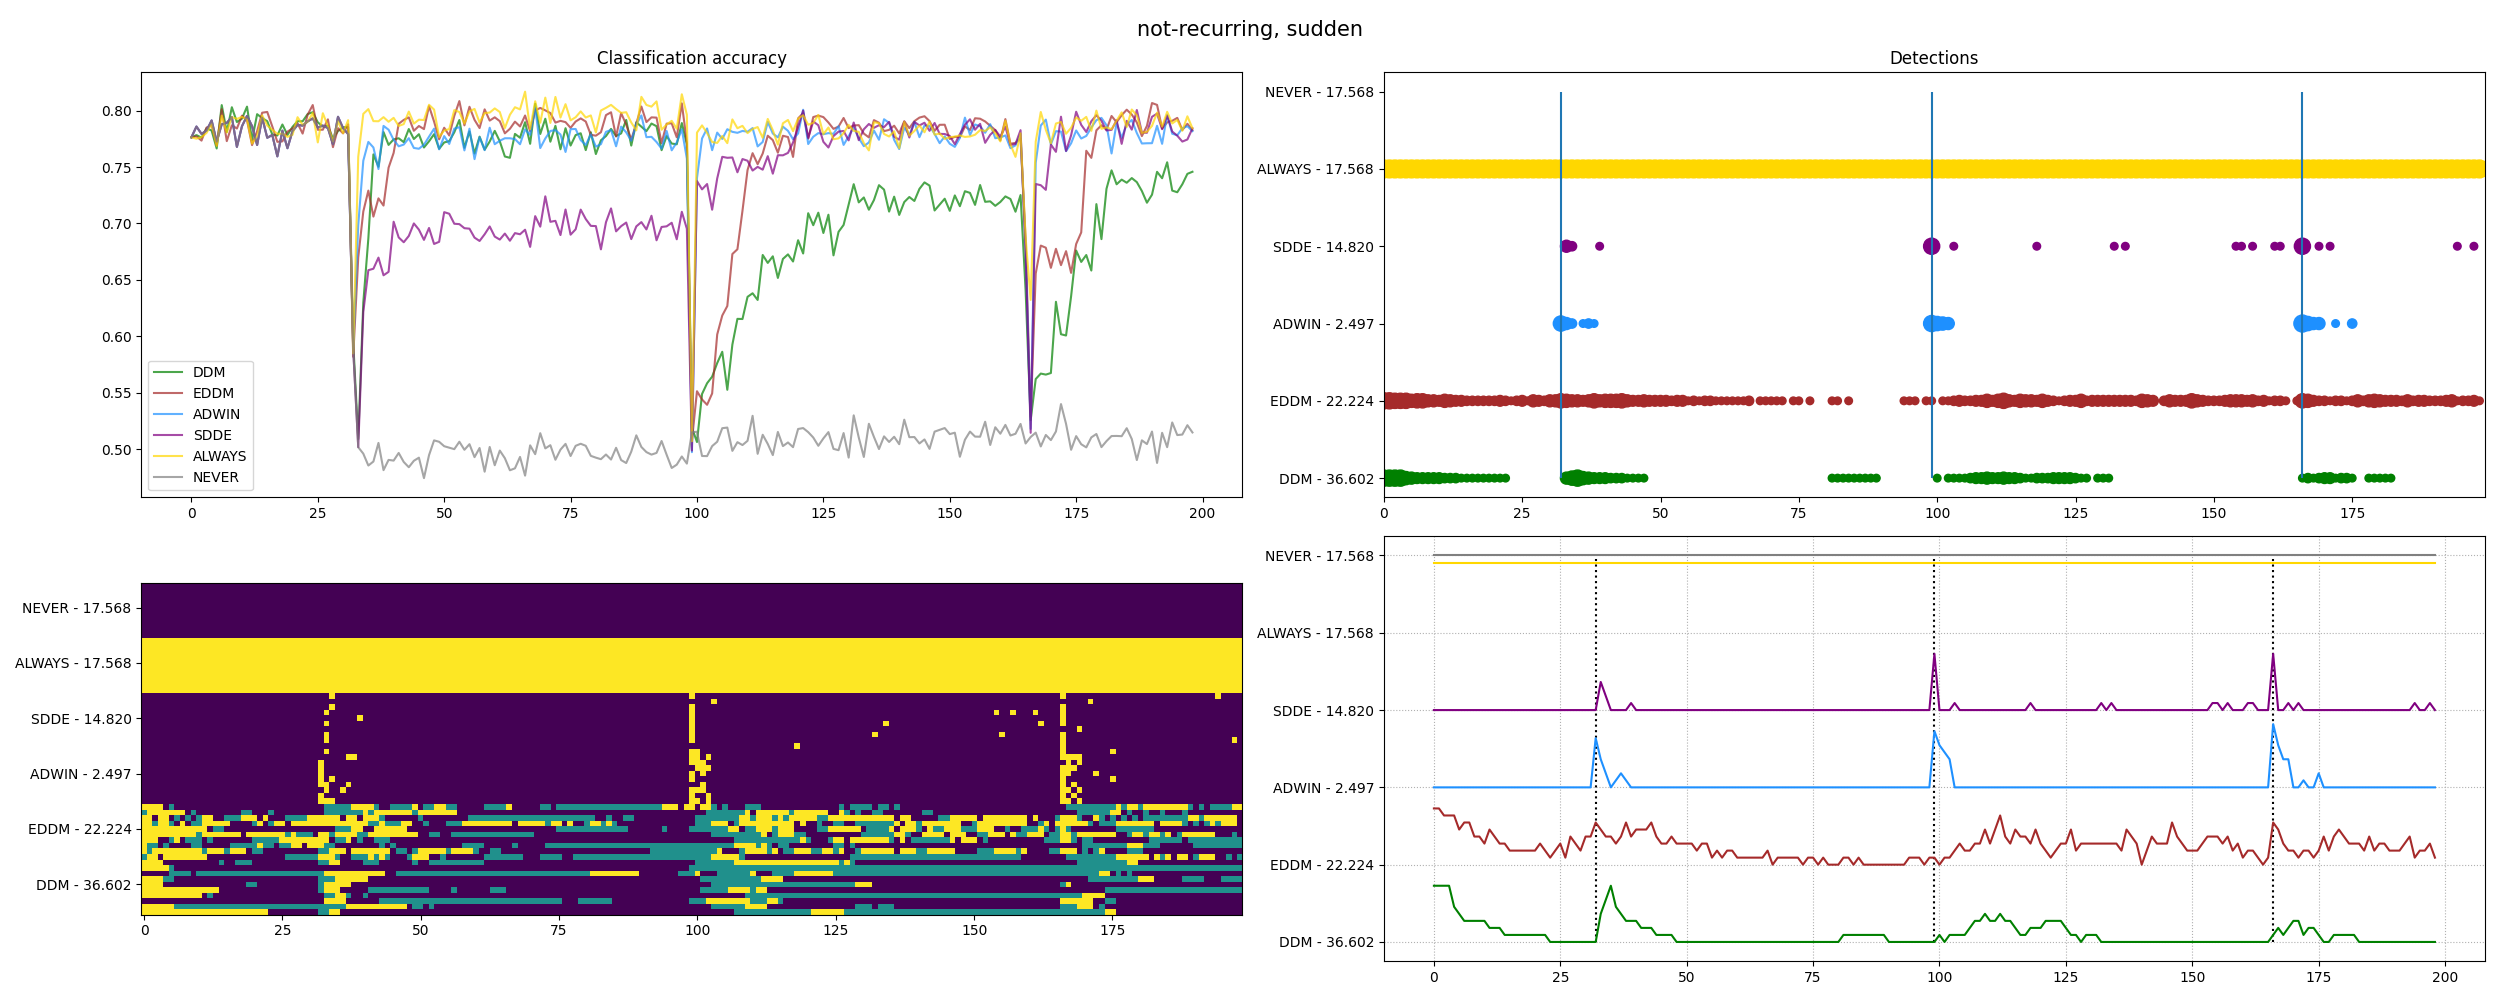 not-recurring, sudden
Classification accuracy
0.80
0.75
0.70
0.65
0.60
0.55
0.50
DDM
EDDM
ADWIN
SDDE
ALWAYS
NEVER
0 25 50 75 100 125 150 175 200
Detections
NEVER - 17.568
ALWAYS - 17.568
SDDE - 14.820
ADWIN - 2.497
EDDM - 22.224
DDM - 36.602
0 25 50 75 100 125 150 175
NEVER - 17.568
ALWAYS - 17.568
SDDE - 14.820
ADWIN - 2.497
EDDM - 22.224
DDM - 36.602
0 25 50 75 100 125 150 175
NEVER - 17.568
ALWAYS - 17.568
SDDE - 14.820
ADWIN - 2.497
EDDM - 22.224
DDM - 36.602
0 25 50 75 100 125 150 175 200